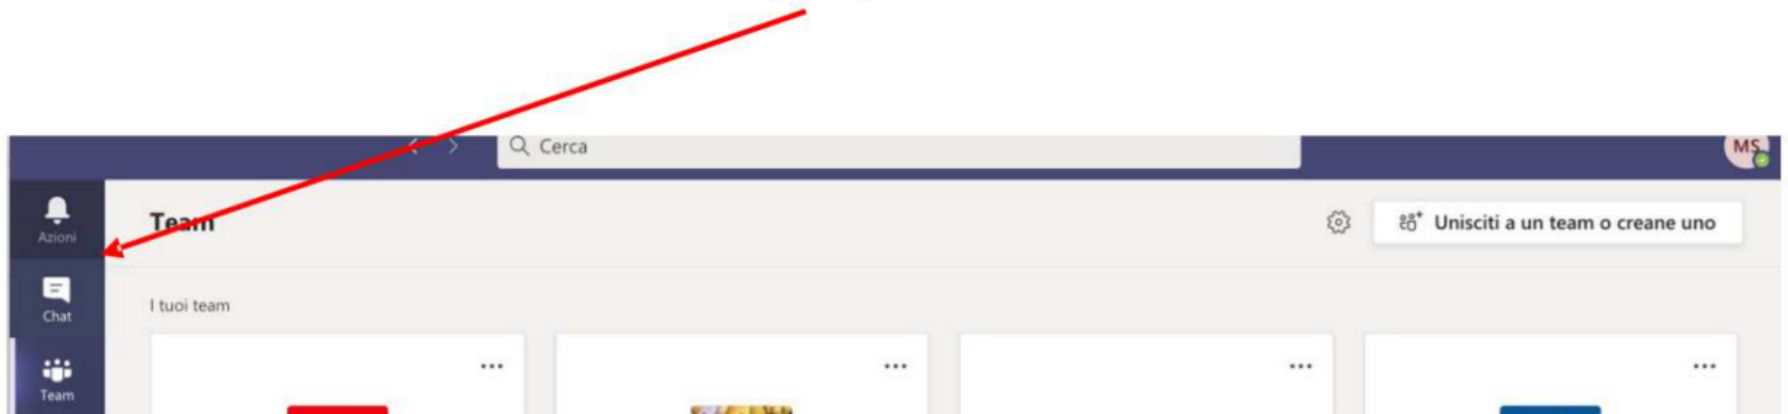 Cerca
MS
Azioni
Team
Unisciti a un team o creane uno
Chat
I tuoi team
Team